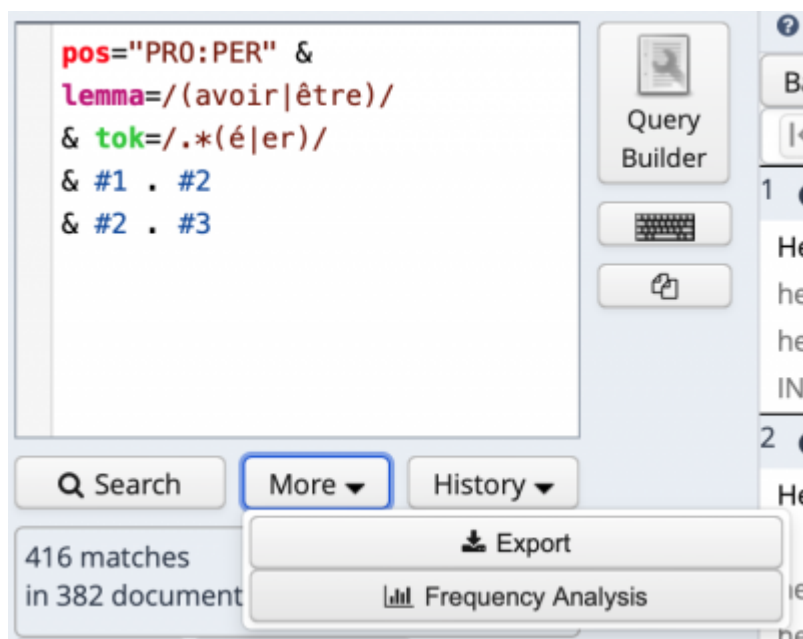 pos="PRO:PER" &
lemma=/(avoir|être)/
& tok=/.*(é|er)/
& #1 . #2
& #2 . #3
Query
Builder
Search
More
History
416 matches
in 382 document
Export
Frequency Analysis
1
2